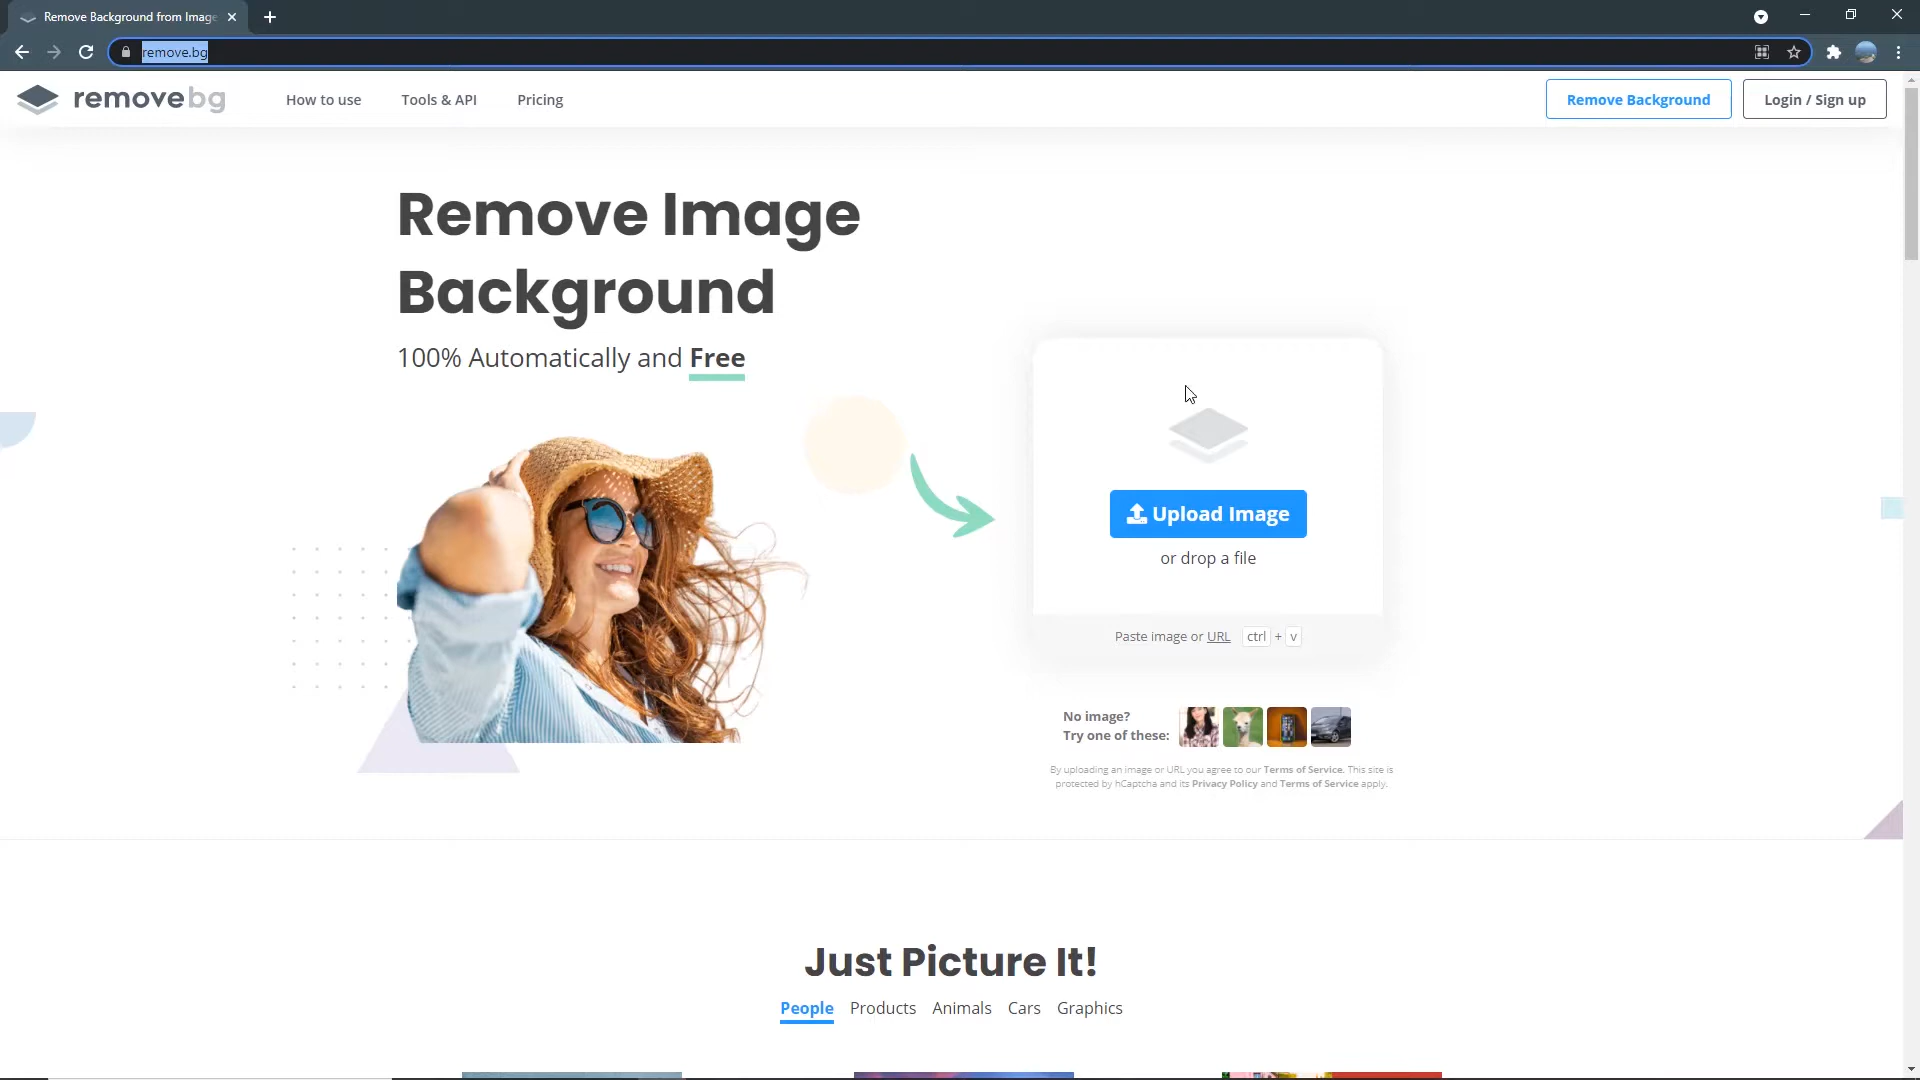 Remove Background from Image
remove.bg
removebg
How to use
Tools & API
Pricing
Remove Background
Login / Sign up
Remove Image
Background
100% Automatically and Free
Upload Image
or drop a file
Paste image or URL ctrl + v
No image?
Try one of these:
By uploading an image or URL you agree to our Terms of Service. This site is
protected by hCaptcha and its Privacy Policy and Terms of Service apply.
Just Picture It!
People Products Animals Cars Graphics